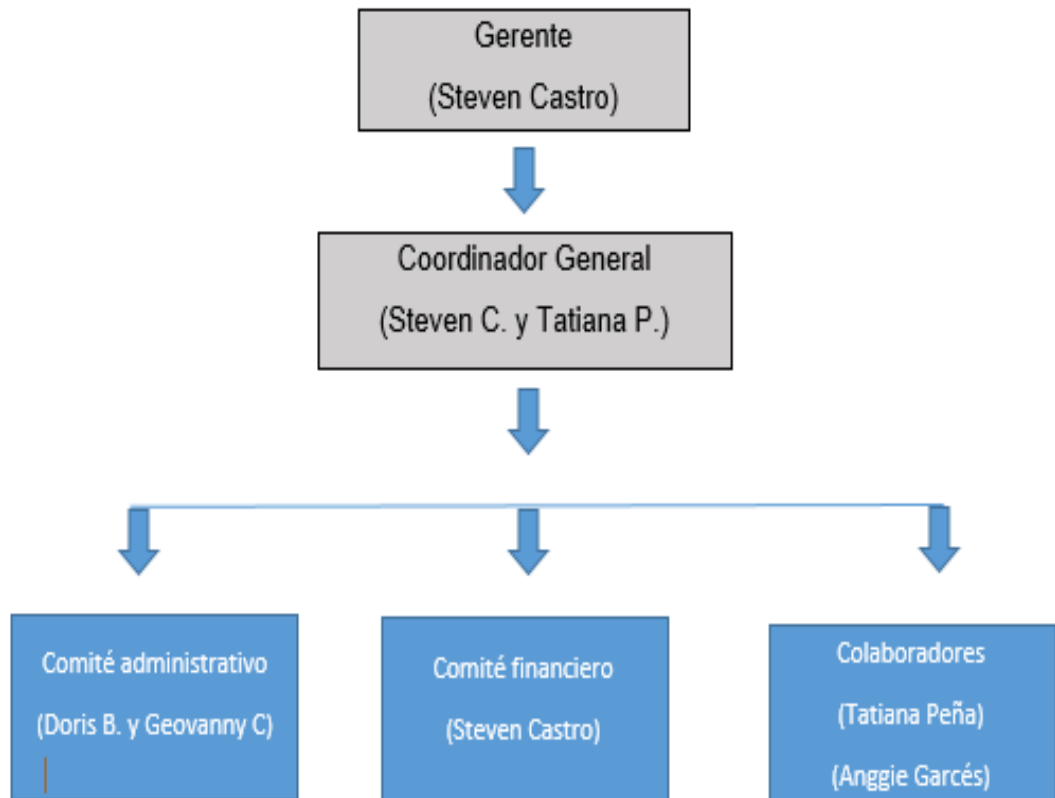 Gerente
(Steven Castro)
Coordinador General
(Steven C. y Tatiana P.)
Comité administrativo
(Doris B. y Geovanny C)
Comité financiero
(Steven Castro)
Colaboradores
(Tatiana Peña)
(Anggie Garcés)